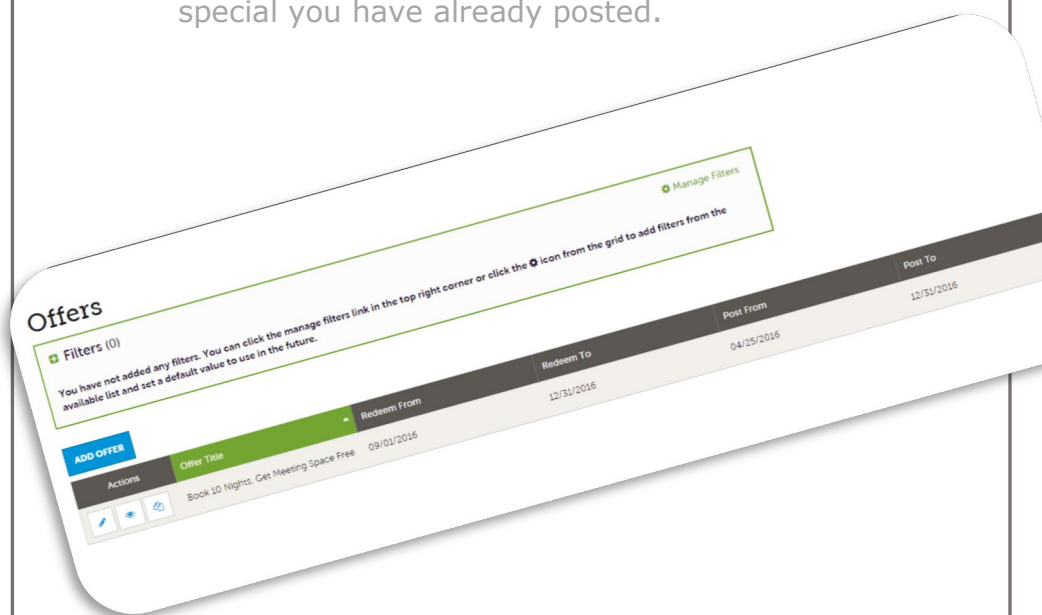 special you have already posted.
Offers
Filters (0)
Manage Filters
You have not added any filters. You can click the manage filters link in the top right corner or click the icon from the grid to add filters from the
available list and set a default value to use in the future.
ADD OFFER
Actions Offer Title Redeem From Redeem To Post From Post To
Book 10 Nights, Get Meeting Space Free 09/01/2016 12/31/2016 04/25/2016 12/31/2016